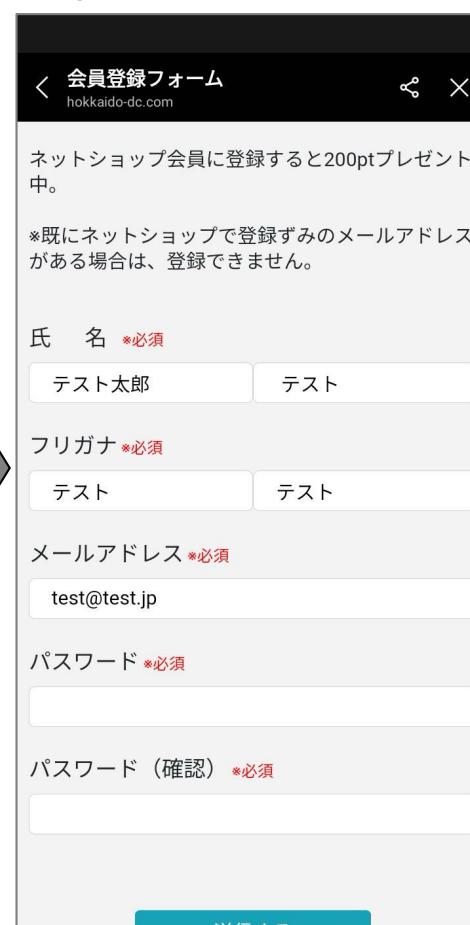 会員登録フォーム
hokkaido-dc.com
ネットショップ会員に登録すると200ptプレゼント
中。
※既にネットショップで登録ずみのメールアドレス
がある場合は、登録できません。
氏 名 ※必須
テスト太郎 テスト
フリガナ ※必須
テスト テスト
メールアドレス ※必須
test@test.jp
パスワード ※必須
パスワード（確認） ※必須